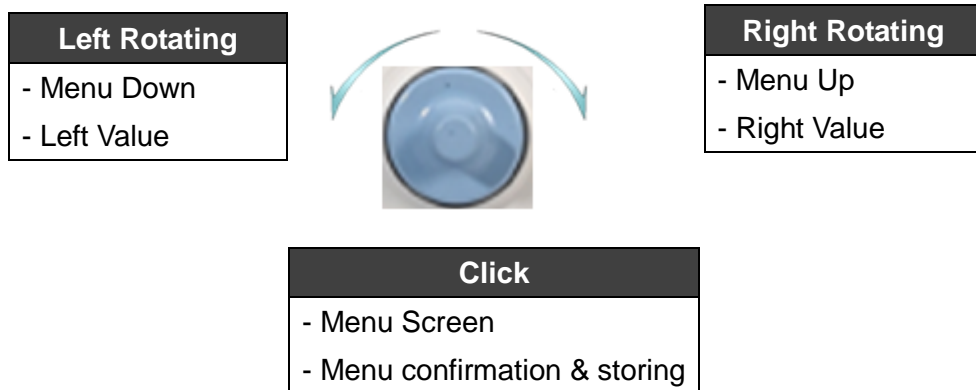 Left Rotating
- Menu Down
- Left Value
Right Rotating
- Menu Up
- Right Value
Click
- Menu Screen
- Menu confirmation & storing